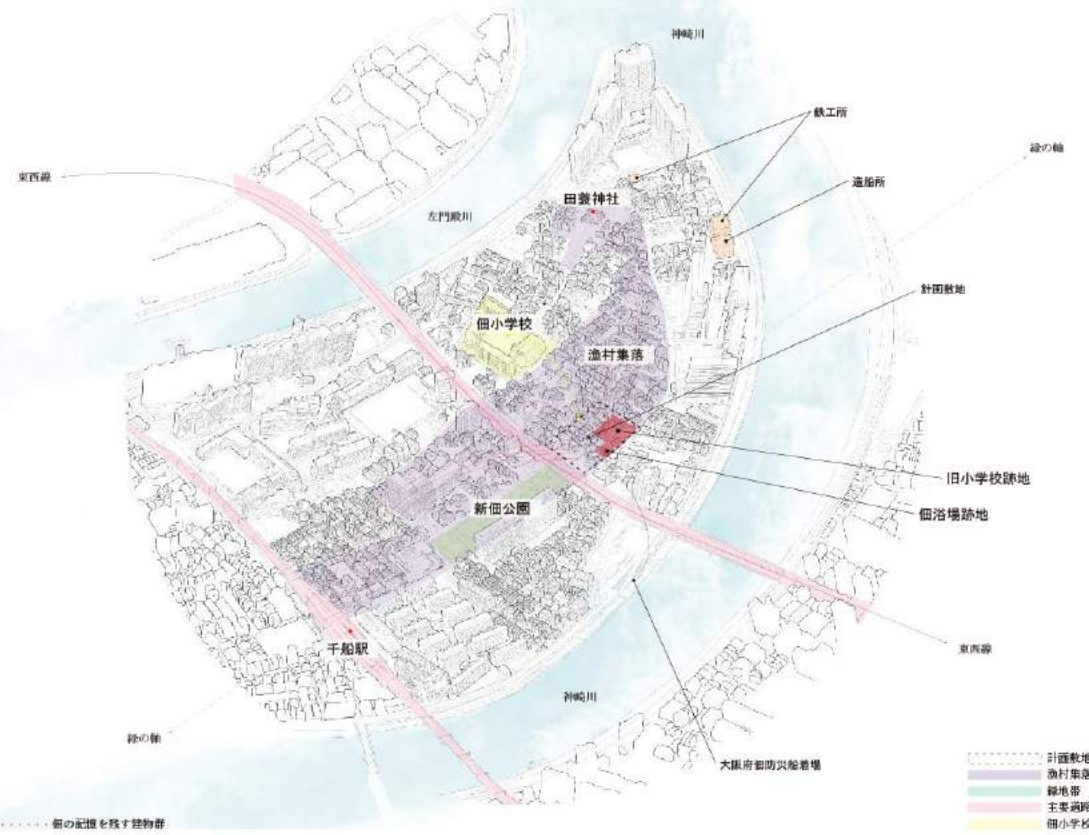 神崎川
鉄工所
緑の軸
東西線
造船所
田蓑神社
左門殿川
計画敷地
佃小学校
漁村集落
旧小学校跡地
新佃公園
佃浴場跡地
千船駅
東西線
神崎川
緑の軸
大阪府佃防災船着場
計画敷地
漁村集落
緑地帯
主要道路
佃小学校
佃の記憶を残す建物群